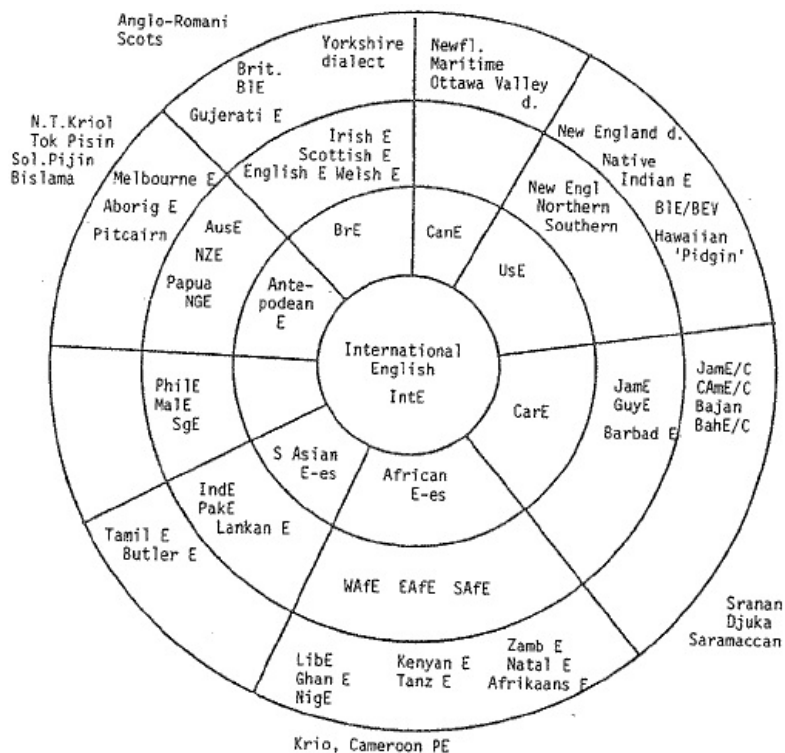 Anglo-Romani
Scots
Yorkshire
dialect
Brit.
BlE
Gujerati E
Newfl.
Maritime
Ottawa Valley
d.
N.T.Kriol
Tok Pisin
Sol.Pijin
Bislama
Melbourne E
Aborig E
Pitcairn
Irish E
Scottish E
English E Welsh E
New England d.
Native
Indian E
BlE/BEV
Hawaiian
'Pidgin'
New Engl
Northern
Southern
AusE
NZE
Papua
NGE
BrE
CanE
UsE
Ante-
podean
E
International
English
IntE
PhilE
MalE
SgE
CarE
JamE
GuyE
Barbad E
JamE/C
CAmE/C
Bajan
BahE/C
S Asian
E-es
African
E-es
IndE
PakE
Lankan E
Tamil E
Butler E
WAfE EAfE SAfE
Sranan
Djuka
Saramaccan
LibE
Ghan E
NigE
Kenyan E
Tanz E
Zamb E
Natal E
Afrikaans E
Krio, Cameroon PE